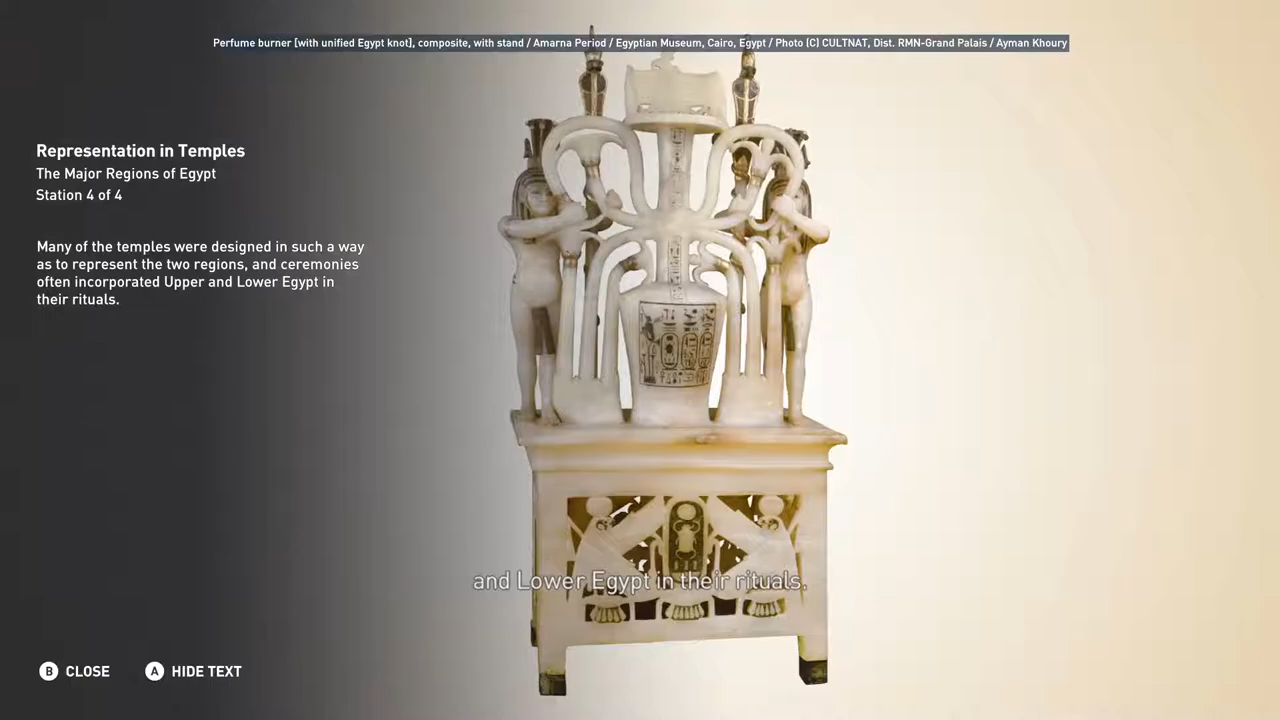 Perfume burner [with unified Egypt knot], composite, with stand / Amarna Period / Egyptian Museum, Cairo, Egypt / Photo (C) CULTNAT, Dist. RMN-Grand Palais / Ayman Khoury
Representation in Temples
The Major Regions of Egypt
Station 4 of 4
Many of the temples were designed in such a way
as to represent the two regions, and ceremonies
often incorporated Upper and Lower Egypt in
their rituals.
and Lower Egypt in their rituals.
B CLOSE
A HIDE TEXT